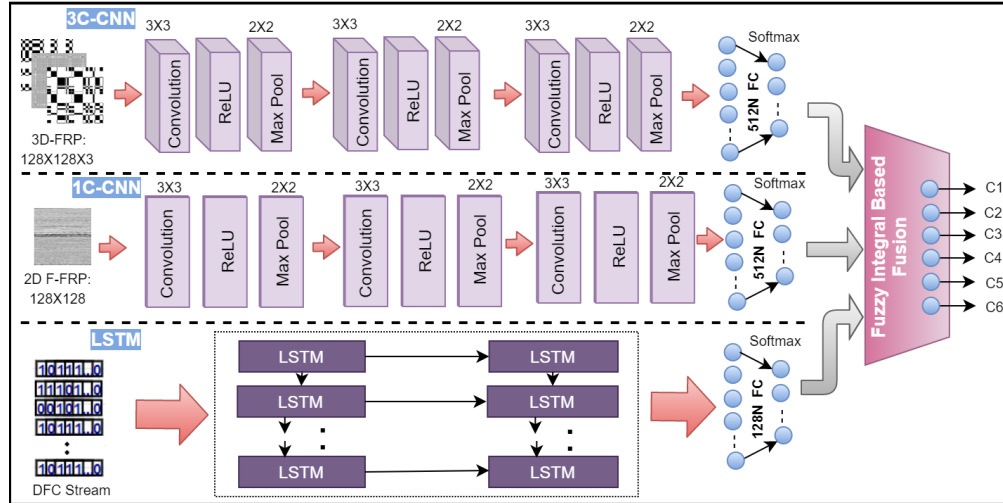 3C-CNN
3X3 2X2 3X3 2X2 3X3 2X2 Softmax
Convolution
ReLU
Max Pool
Convolution
ReLU
Max Pool
Convolution
ReLU
Max Pool
512N FC
3D-FRP:
128X128X3
1C-CNN
3X3 2X2 3X3 2X2 3X3 2X2 Softmax
Convolution
ReLU
Max Pool
Convolution
ReLU
Max Pool
Convolution
ReLU
Max Pool
512N FC
2D F-FRP:
128X128
LSTM
10111..0
11101..0
00101..0
10111..0
:
10111..0
DFC Stream
LSTM LSTM
LSTM LSTM
: :
LSTM LSTM
Softmax
128N FC
Fuzzy Integral Based
Fusion
C1
C2
C3
C4
C5
C6